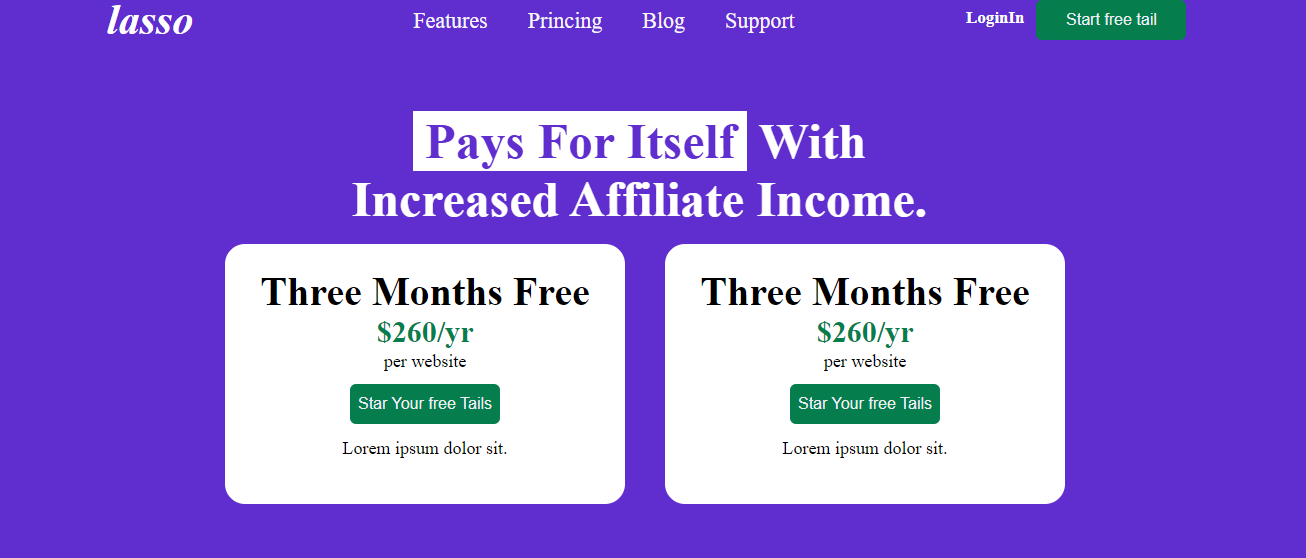 lasso
Features Princing Blog Support
LoginIn
Start free tail
Pays For Itself With
Increased Affiliate Income.
Three Months Free
$260/yr
per website
Star Your free Tails
Lorem ipsum dolor sit.
Three Months Free
$260/yr
per website
Star Your free Tails
Lorem ipsum dolor sit.